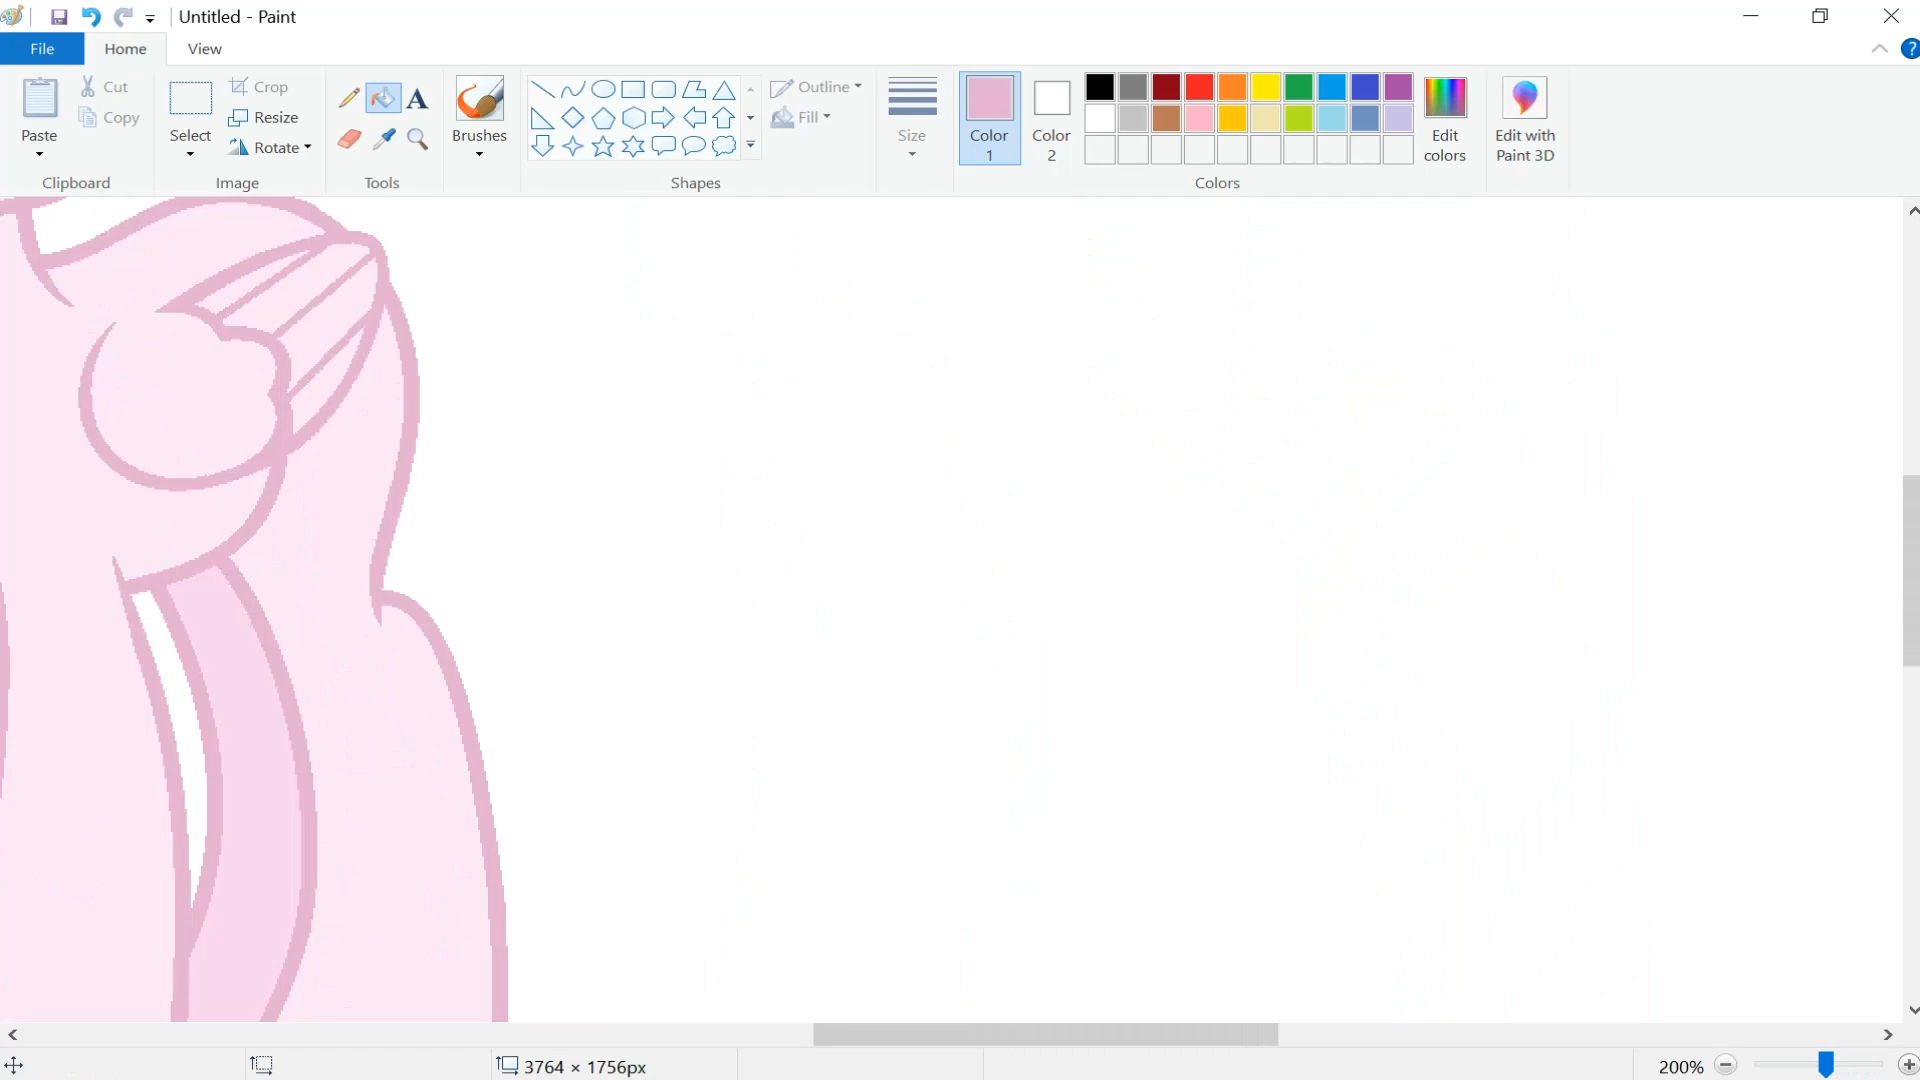 Untitled - Paint
File Home View ?
Paste
Cut
Copy
Clipboard
Select
Crop
Resize
Rotate
Image
A
Tools
Brushes
Shapes
Outline
Fill
Size
Color 1
Color 2
Colors
Edit colors
Edit with Paint 3D
3764 × 1756px
200%